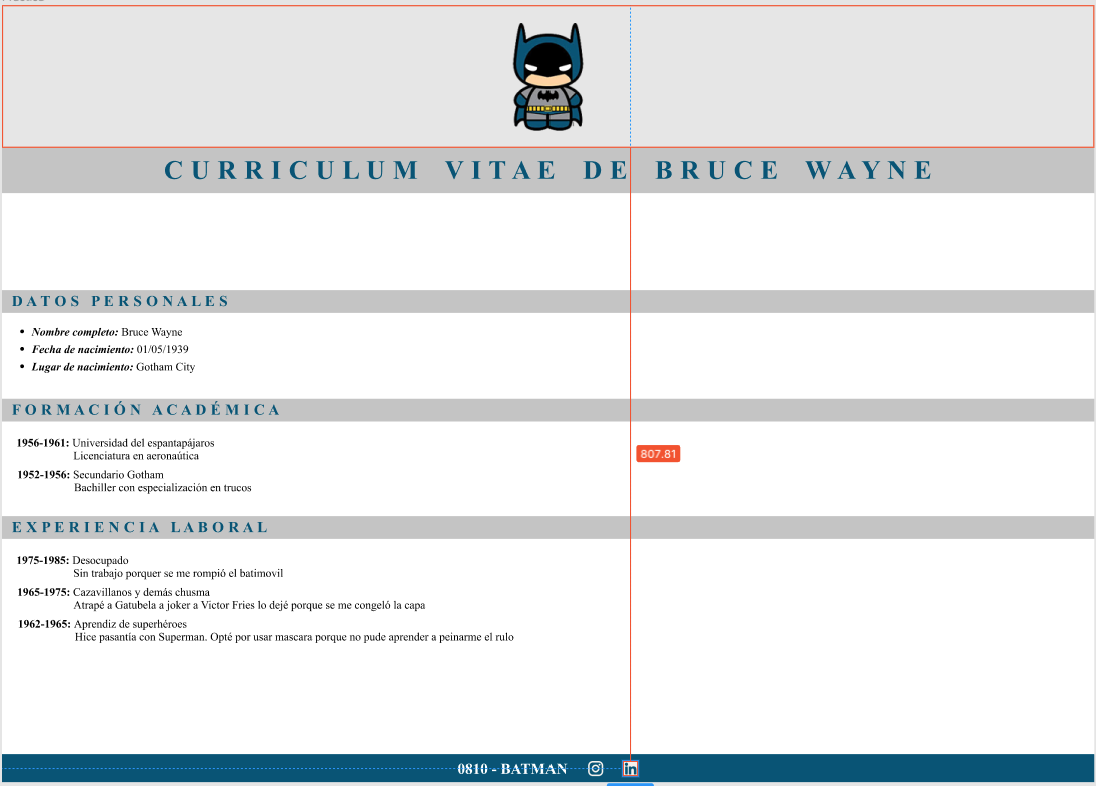 CURRICULUM VITAE DE BRUCE WAYNE
DATOS PERSONALES
• Nombre completo: Bruce Wayne
• Fecha de nacimiento: 01/05/1939
• Lugar de nacimiento: Gotham City
FORMACIÓN ACADÉMICA
1956-1961: Universidad del espantapájaros
Licenciatura en aeronaútica
807.81
1952-1956: Secundario Gotham
Bachiller con especialización en trucos
EXPERIENCIA LABORAL
1975-1985: Desocupado
Sin trabajo porquer se me rompió el batimovil
1965-1975: Cazavillanos y demás chusma
Atrapé a Gatubela a joker a Victor Fries lo dejé porque se me congeló la capa
1962-1965: Aprendiz de superhéroes
Hice pasantía con Superman. Opté por usar mascara porque no pude aprender a peinarme el rulo
0810 - BATMAN in